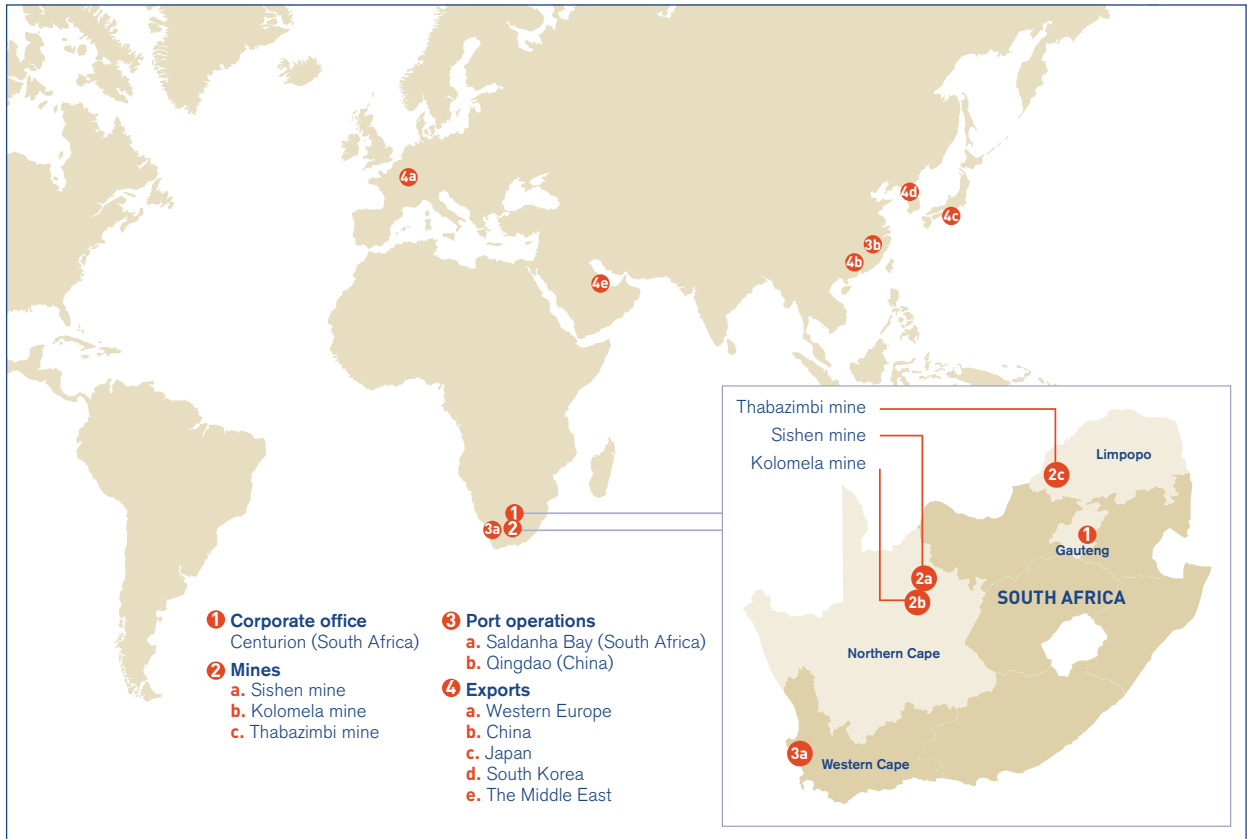 4a
4d
4c
3b
4b
4e
1
3a
2
Thabazimbi mine
Sishen mine
Kolomela mine
Limpopo
2c
1
Gauteng
2a
2b
SOUTH AFRICA
Northern Cape
3a
Western Cape
1 Corporate office
Centurion (South Africa)
2 Mines
a. Sishen mine
b. Kolomela mine
c. Thabazimbi mine
3 Port operations
a. Saldanha Bay (South Africa)
b. Qingdao (China)
4 Exports
a. Western Europe
b. China
c. Japan
d. South Korea
e. The Middle East